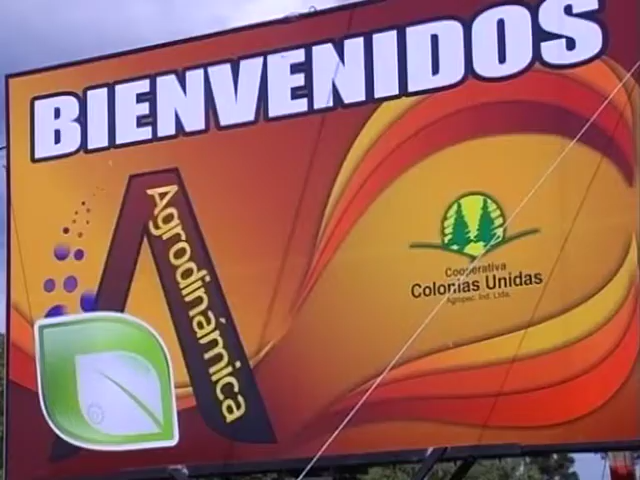 BIENVENIDOS
Agrodinámica
Cooperativa
Colonias Unidas
Agropec. Ind. Ltda.